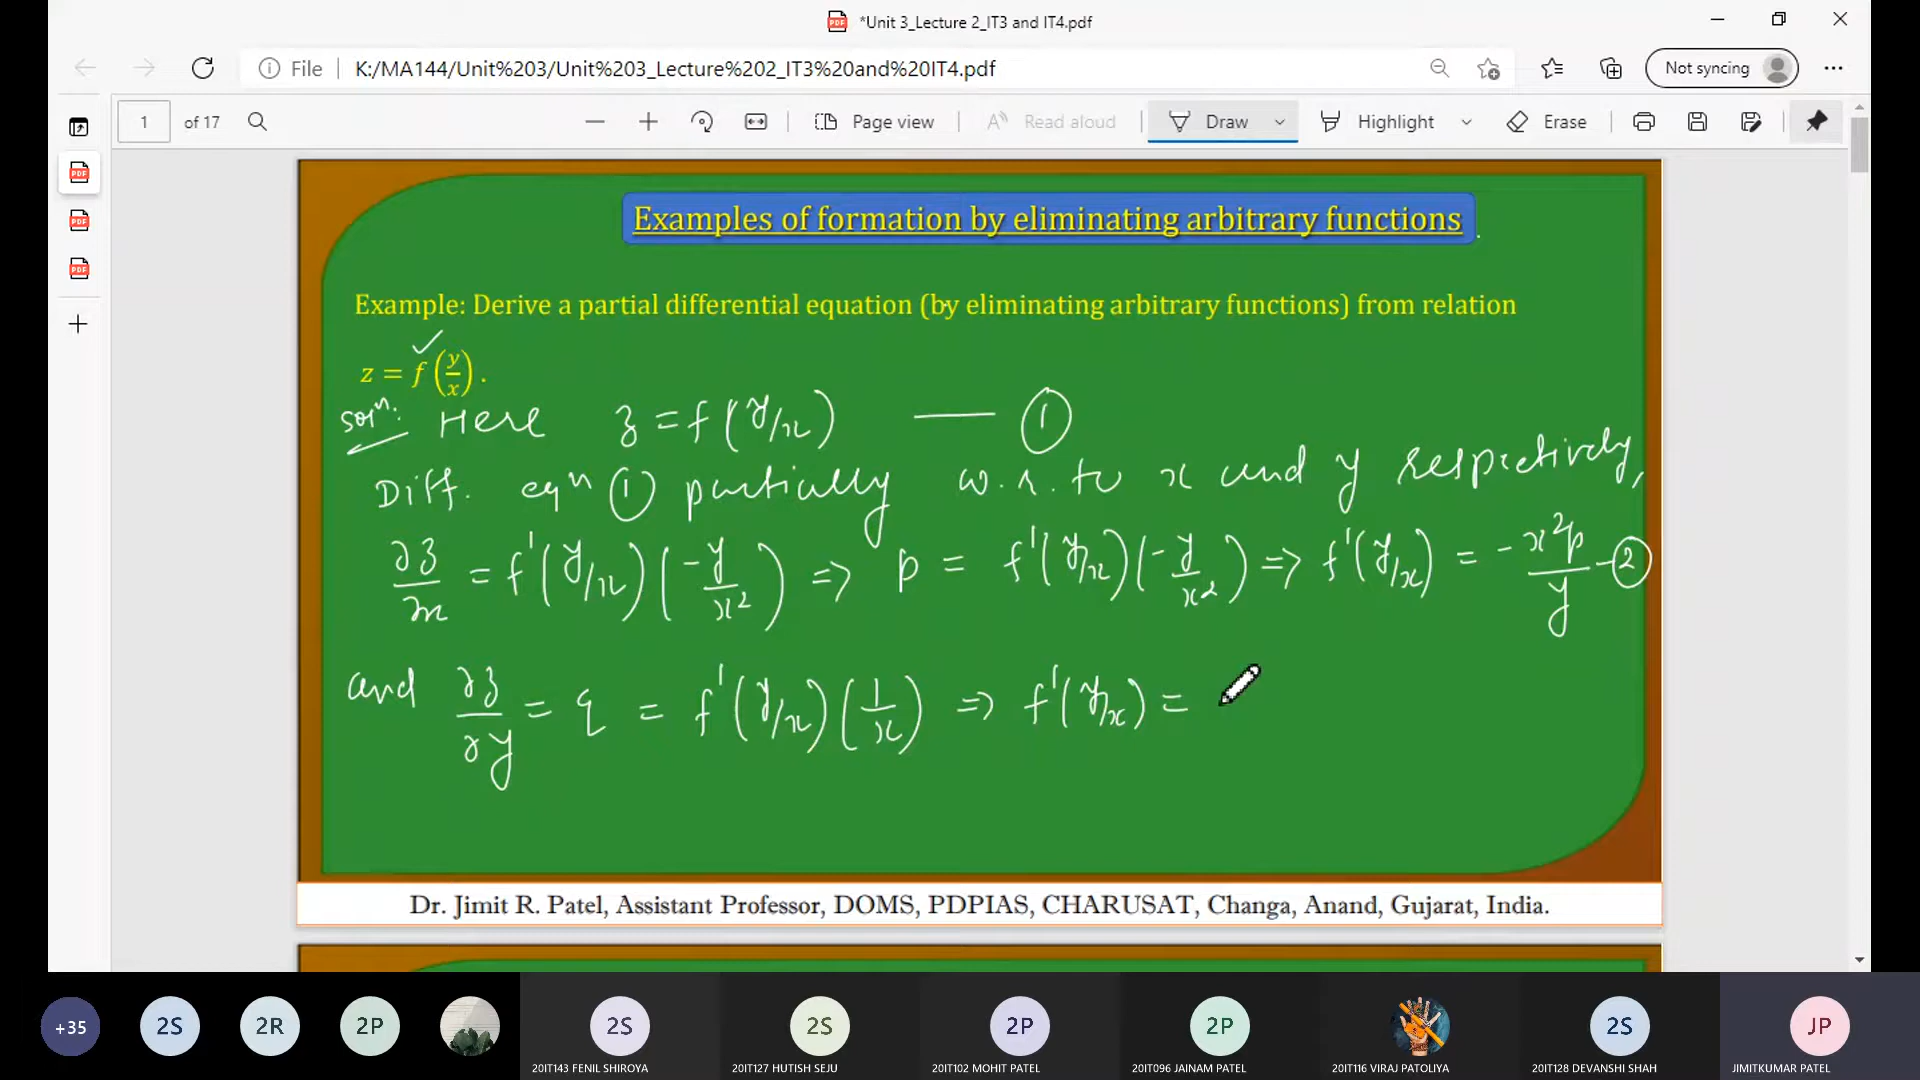 *Unit 3_Lecture 2_IT3 and IT4.pdf
File | K:/MA144/Unit%203/Unit%203_Lecture%202_IT3%20and%20IT4.pdf
Not syncing
1 of 17
Page view
Read aloud
Draw
Highlight
Erase
Examples of formation by eliminating arbitrary functions
Example: Derive a partial differential equation (by eliminating arbitrary functions) from relation
z = f(y/x).
Soln: Here z = f(y/x) —— ①
Diff. eqn ① partially w.r.to x and y respectively,
∂z/∂x = f'(y/x)(-y/x²) => p = f'(y/x)(-y/x²) => f'(y/x) = -x²p/y -②
and ∂z/∂y = q = f'(y/x)(1/x) => f'(y/x) =
Dr. Jimit R. Patel, Assistant Professor, DOMS, PDPIAS, CHARUSAT, Changa, Anand, Gujarat, India.
+35 2S 2R 2P 2S 2S 2P 2P 2S JP
20IT143 FENIL SHIROYA 20IT127 HUTISH SEJU 20IT102 MOHIT PATEL 20IT096 JAINAM PATEL 20IT116 VIRAJ PATOLIYA 20IT128 DEVANSHI SHAH JIMITKUMAR PATEL